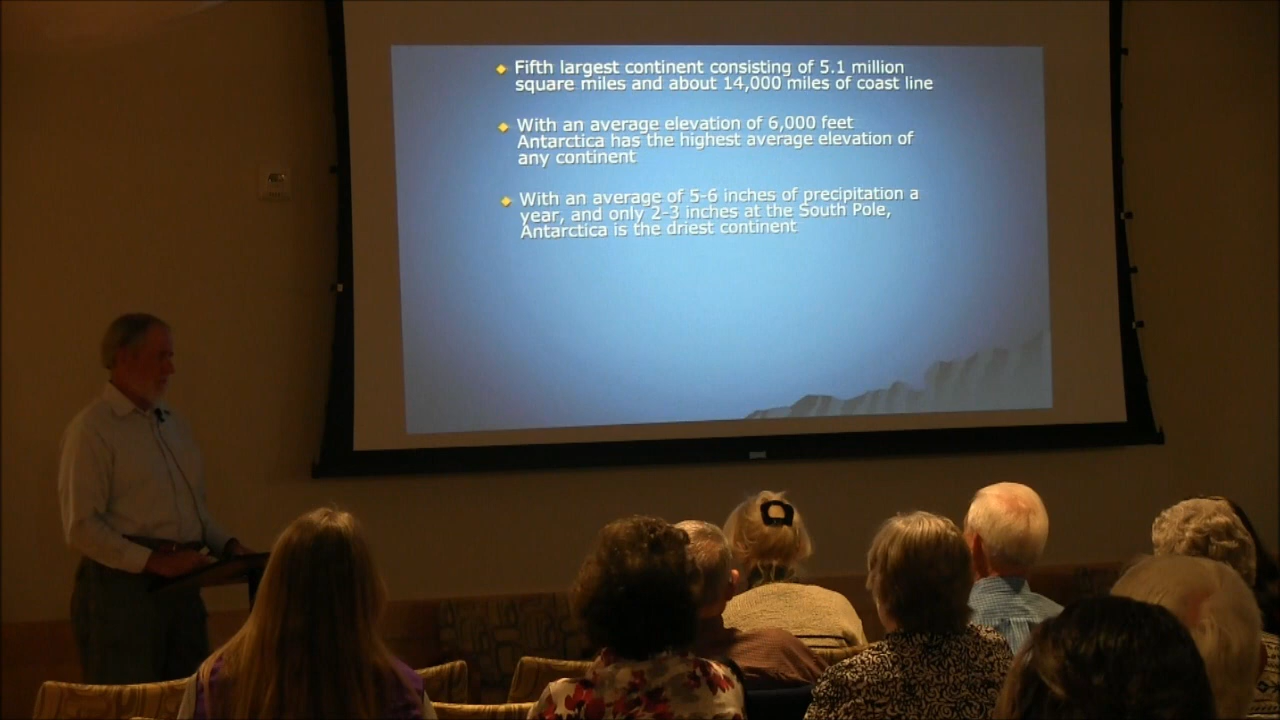 Fifth largest continent consisting of 5.1 million
square miles and about 14,000 miles of coast line
With an average elevation of 6,000 feet
Antarctica has the highest average elevation of
any continent
With an average of 5-6 inches of precipitation a
year, and only 2-3 inches at the South Pole,
Antarctica is the driest continent